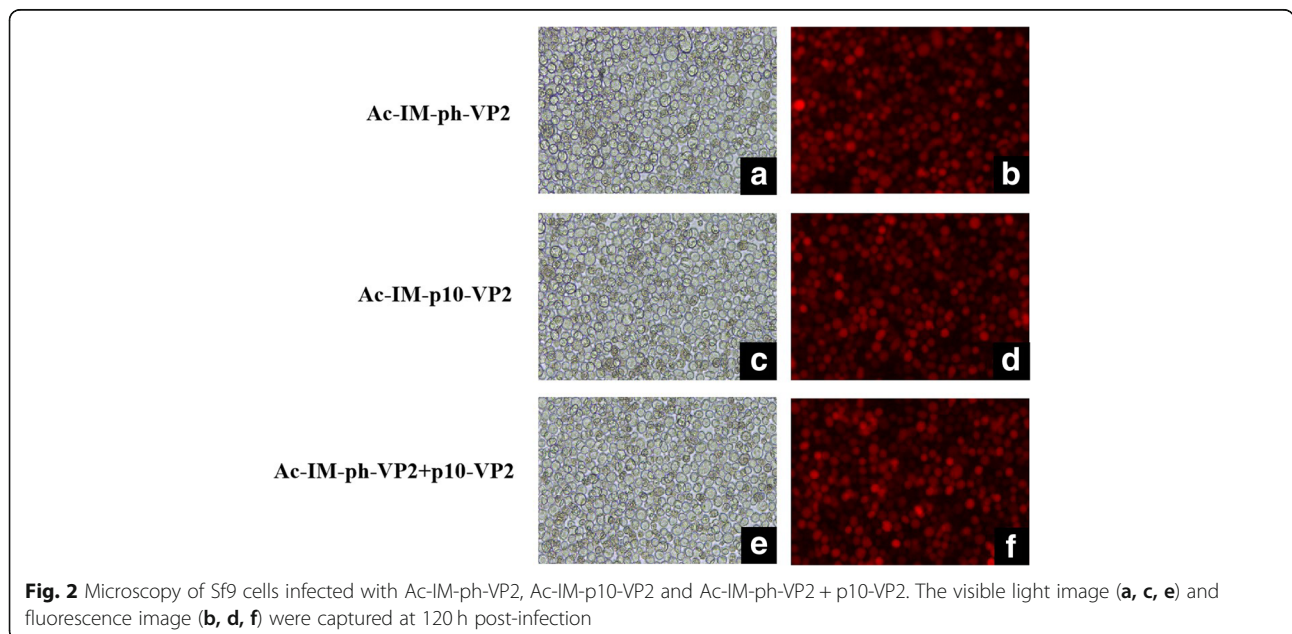 Ac-IM-ph-VP2
a
b
Ac-IM-p10-VP2
c
d
Ac-IM-ph-VP2+p10-VP2
e
f
Fig. 2 Microscopy of Sf9 cells infected with Ac-IM-ph-VP2, Ac-IM-p10-VP2 and Ac-IM-ph-VP2 + p10-VP2. The visible light image (a, c, e) and
fluorescence image (b, d, f) were captured at 120 h post-infection